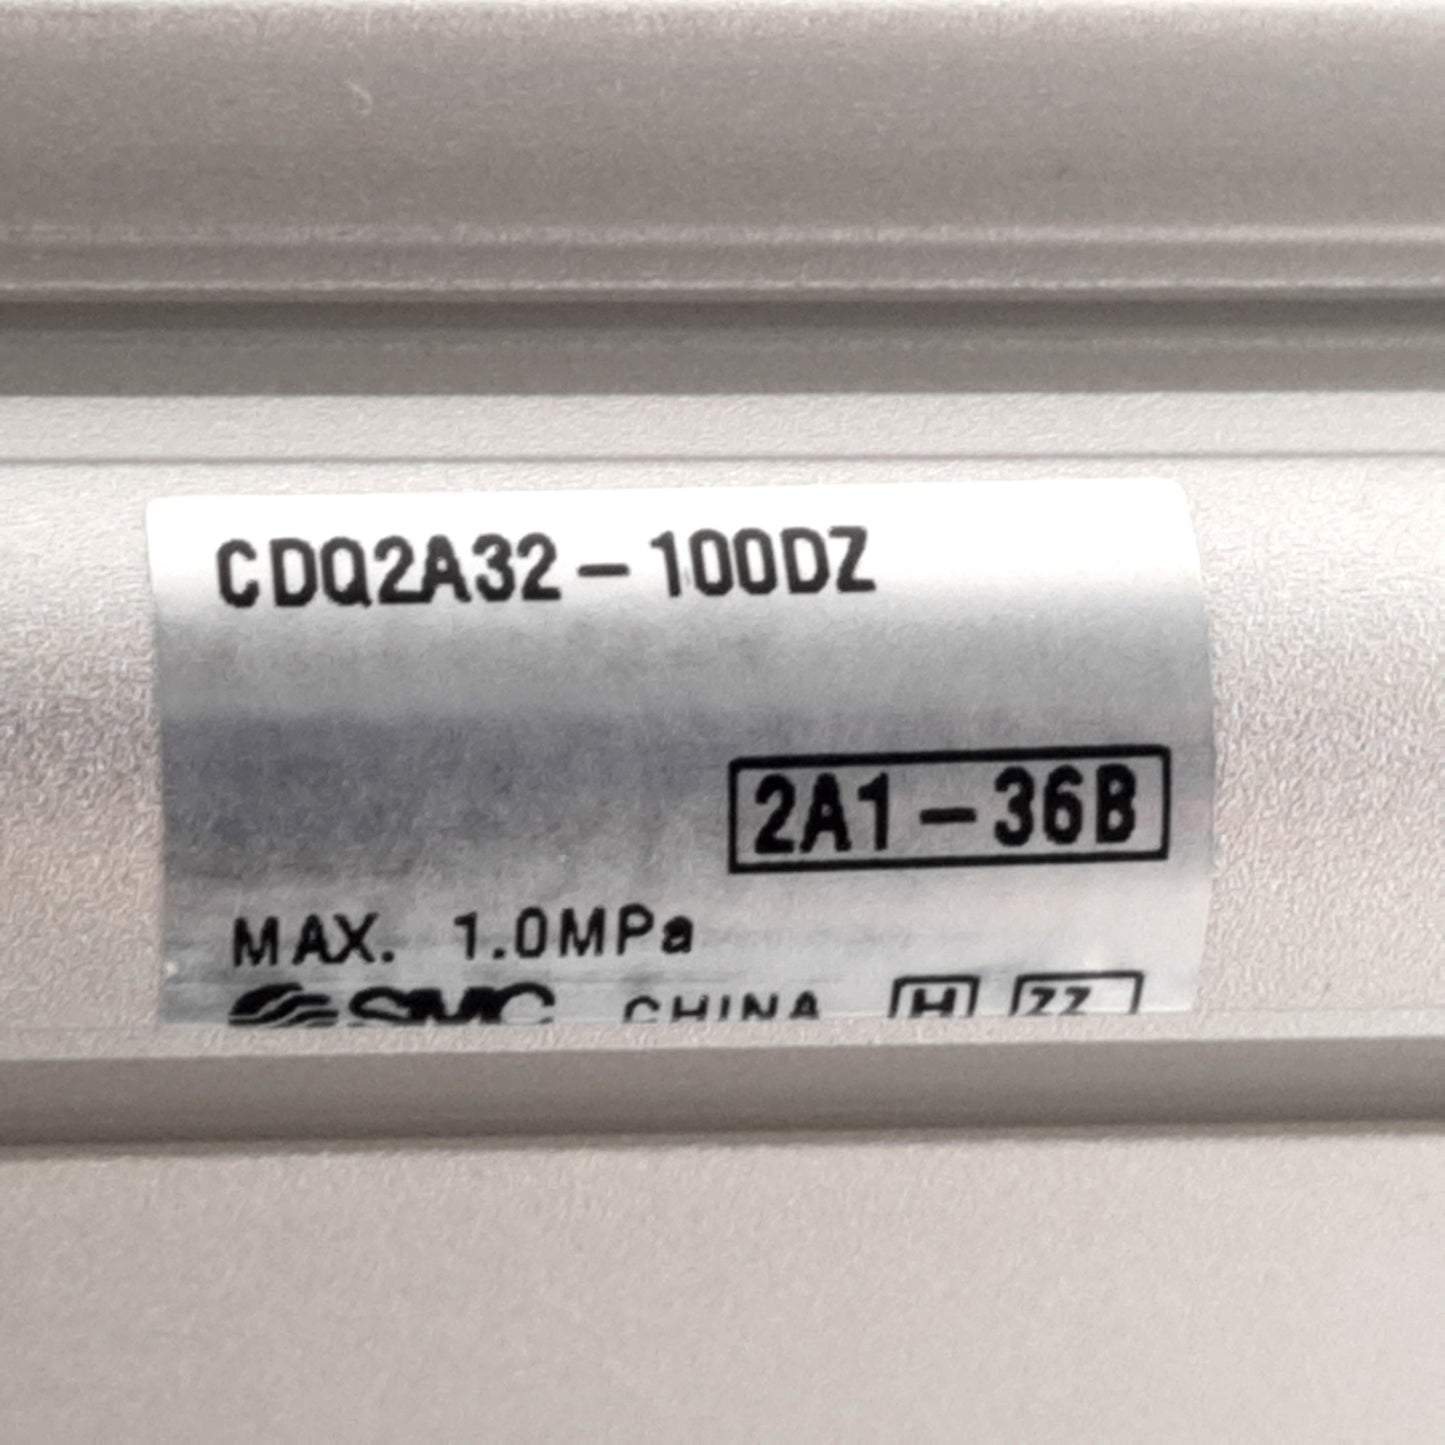 CDQ2A32-100DZ
2A1-36B
MAX. 1.0MPa
SMC CHINA H ZZ